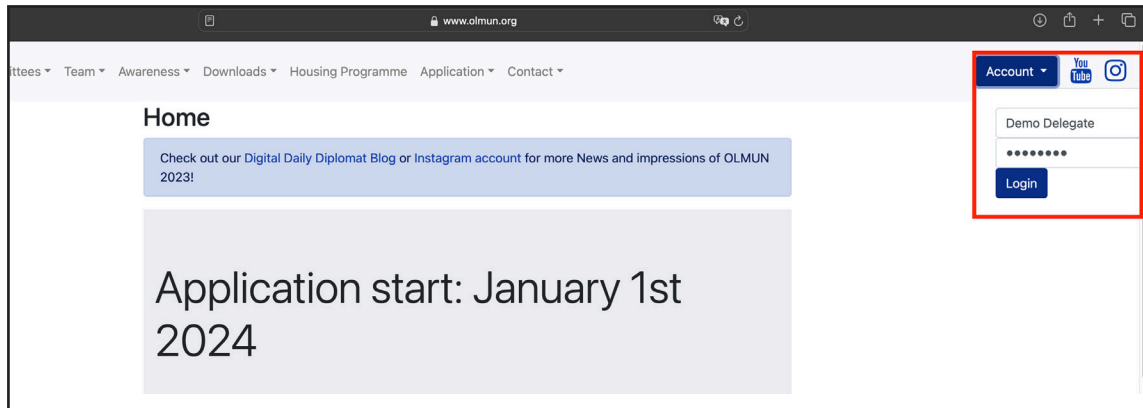 www.olmun.org
Team Awareness Downloads Housing Programme Application Contact
Account
You
Tube
Home
Check out our Digital Daily Diplomat Blog or Instagram account for more News and impressions of OLMUN
2023!
Demo Delegate
Login
Application start: January 1st
2024